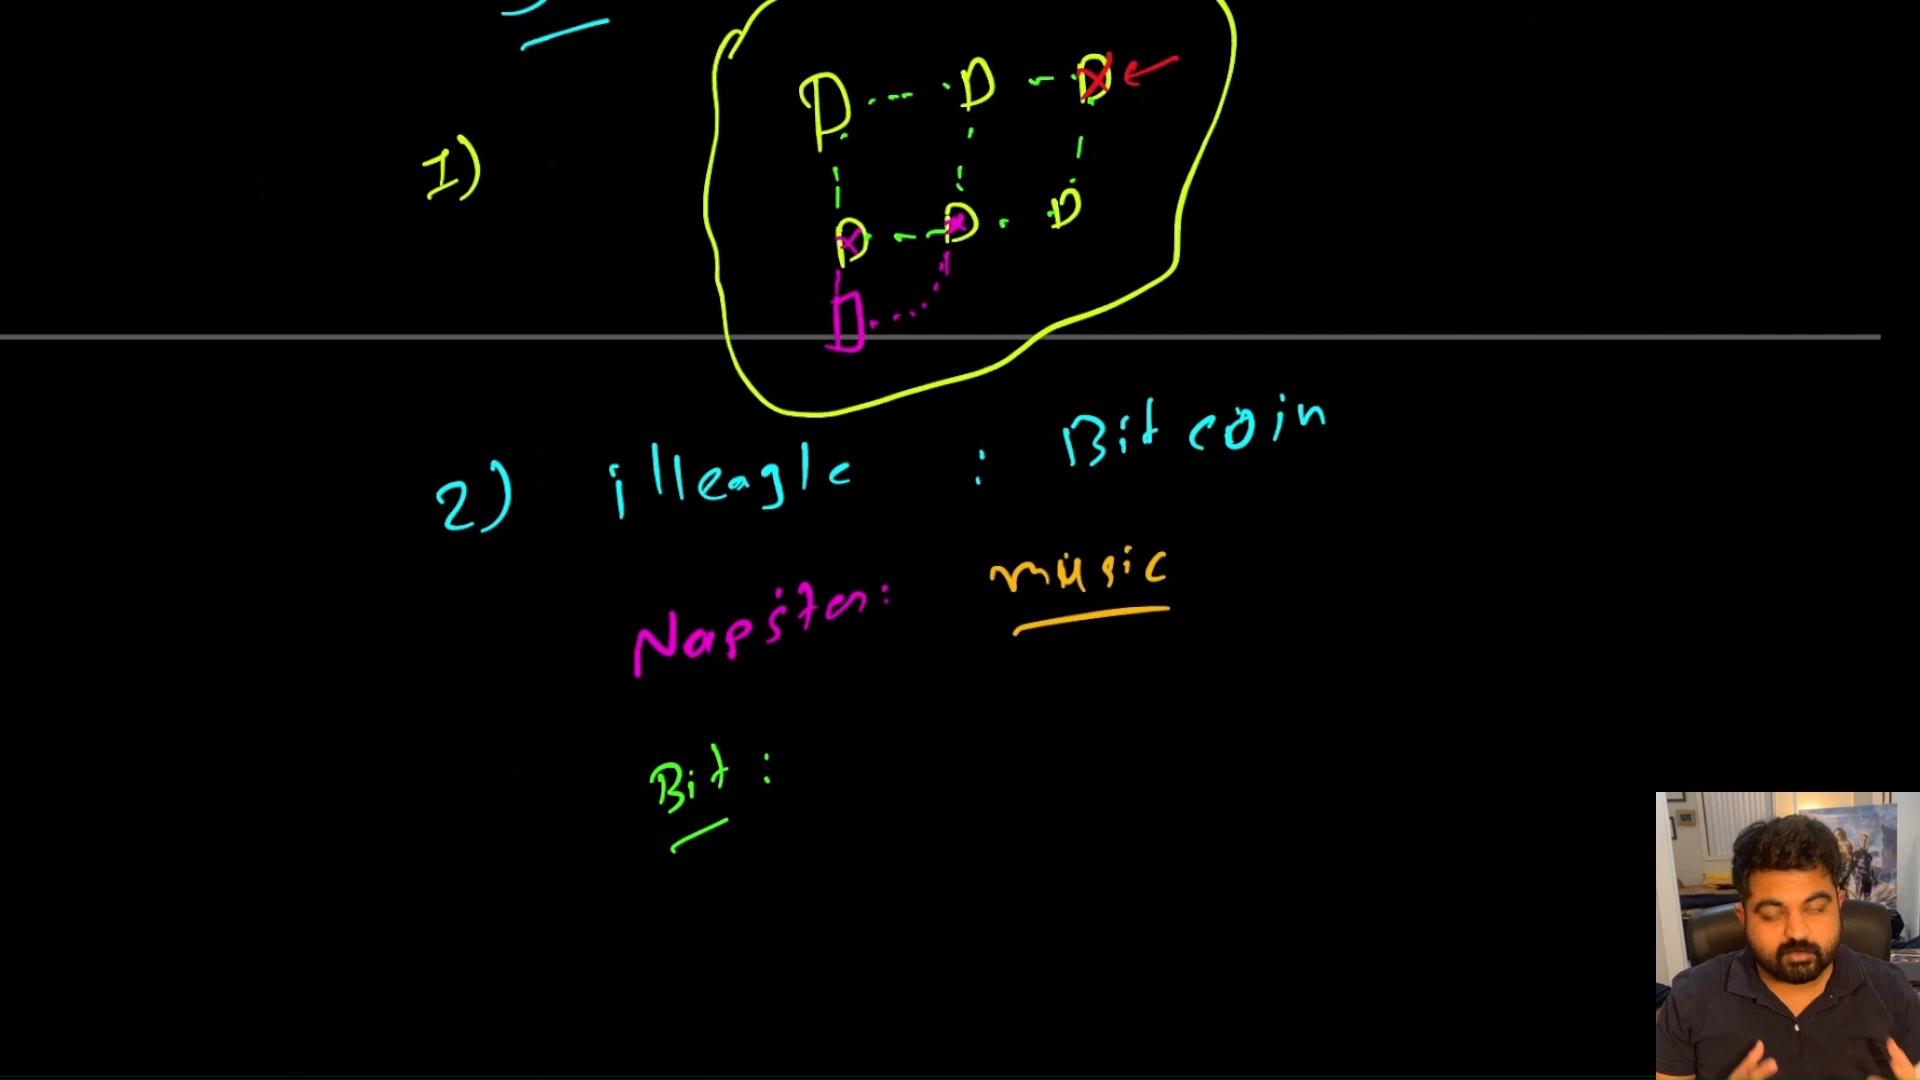 D D D
1)
D D D
D
2) illeagle : Bitcoin
Napster: music
Bit :